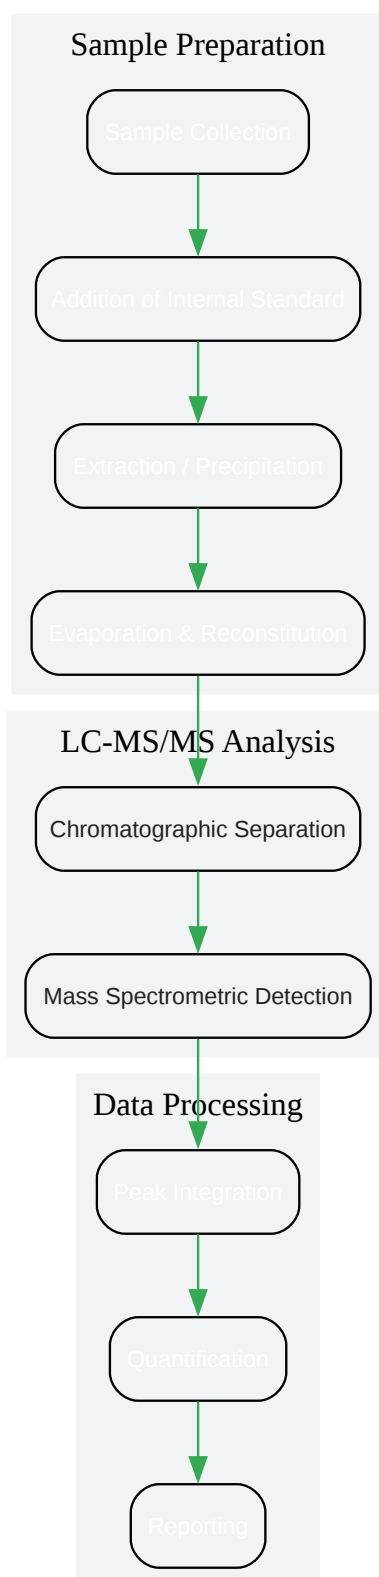 Sample Preparation
Sample Collection
Addition of Internal Standard
Extraction / Precipitation
Evaporation & Reconstitution
LC-MS/MS Analysis
Chromatographic Separation
Mass Spectrometric Detection
Data Processing
Peak Integration
Quantification
Reporting